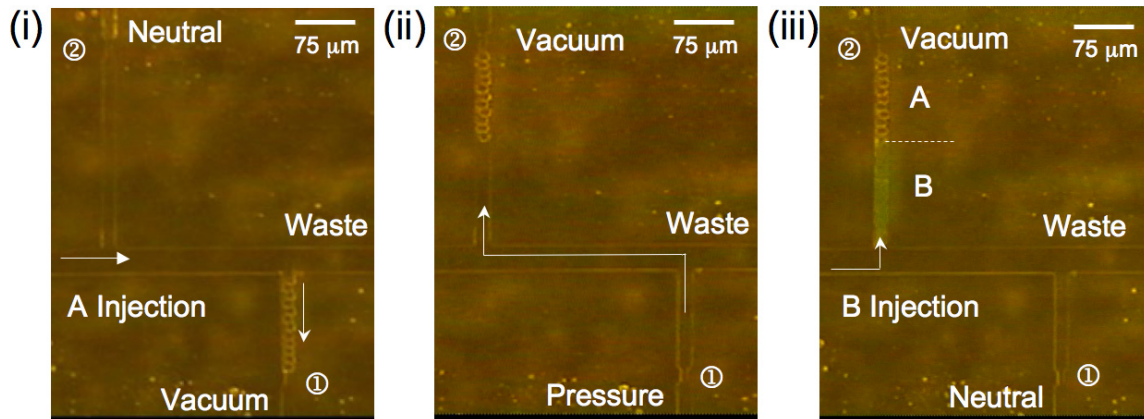 (i)
②
Neutral
75 μm
Waste
A Injection
①
Vacuum
(ii)
②
Vacuum
75 μm
Waste
①
Pressure
(iii)
②
Vacuum
75 μm
A
B
Waste
B Injection
①
Neutral